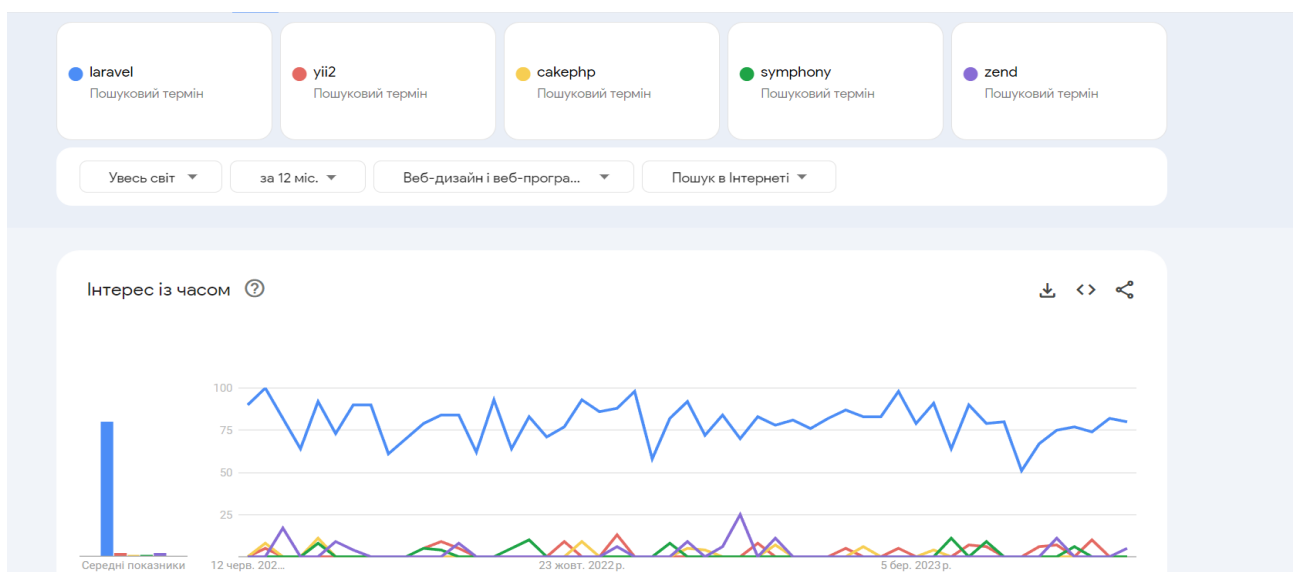 laravel
Пошуковий термін
yii2
Пошуковий термін
cakephp
Пошуковий термін
symphony
Пошуковий термін
zend
Пошуковий термін
Увесь світ
за 12 міс.
Веб-дизайн і веб-програ...
Пошук в Інтернеті
Інтерес із часом
100
75
50
25
Середні показники
12 черв. 202...
23 жовт. 2022 р.
5 бер. 2023 р.